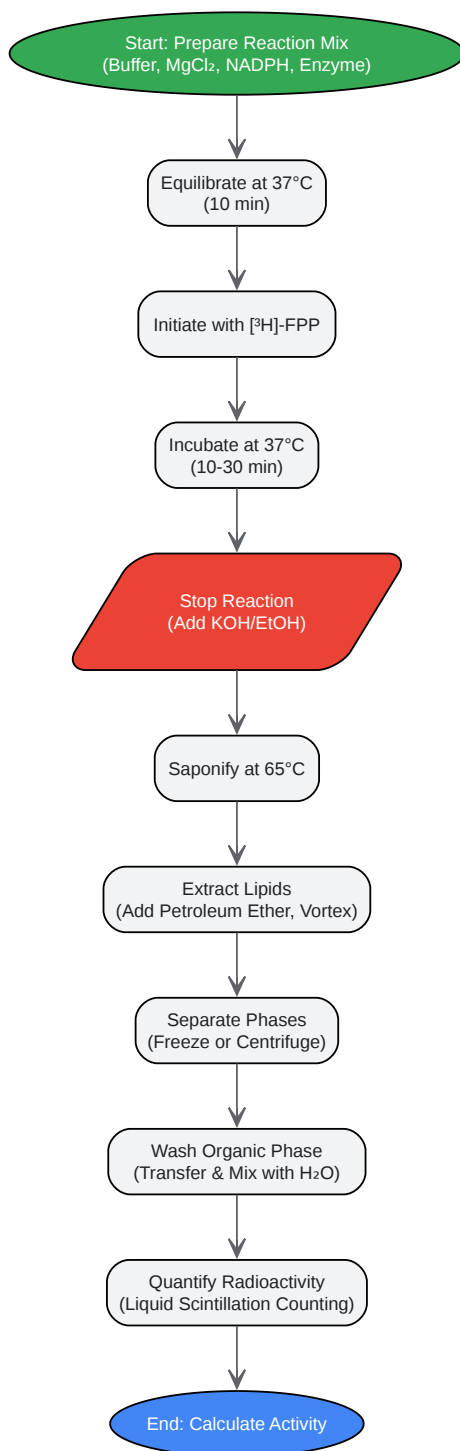 Start: Prepare Reaction Mix
(Buffer, MgCl₂, NADPH, Enzyme)
Equilibrate at 37°C
(10 min)
Initiate with [³H]-FPP
Incubate at 37°C
(10-30 min)
Stop Reaction
(Add KOH/EtOH)
Saponify at 65°C
Extract Lipids
(Add Petroleum Ether, Vortex)
Separate Phases
(Freeze or Centrifuge)
Wash Organic Phase
(Transfer & Mix with H₂O)
Quantify Radioactivity
(Liquid Scintillation Counting)
End: Calculate Activity